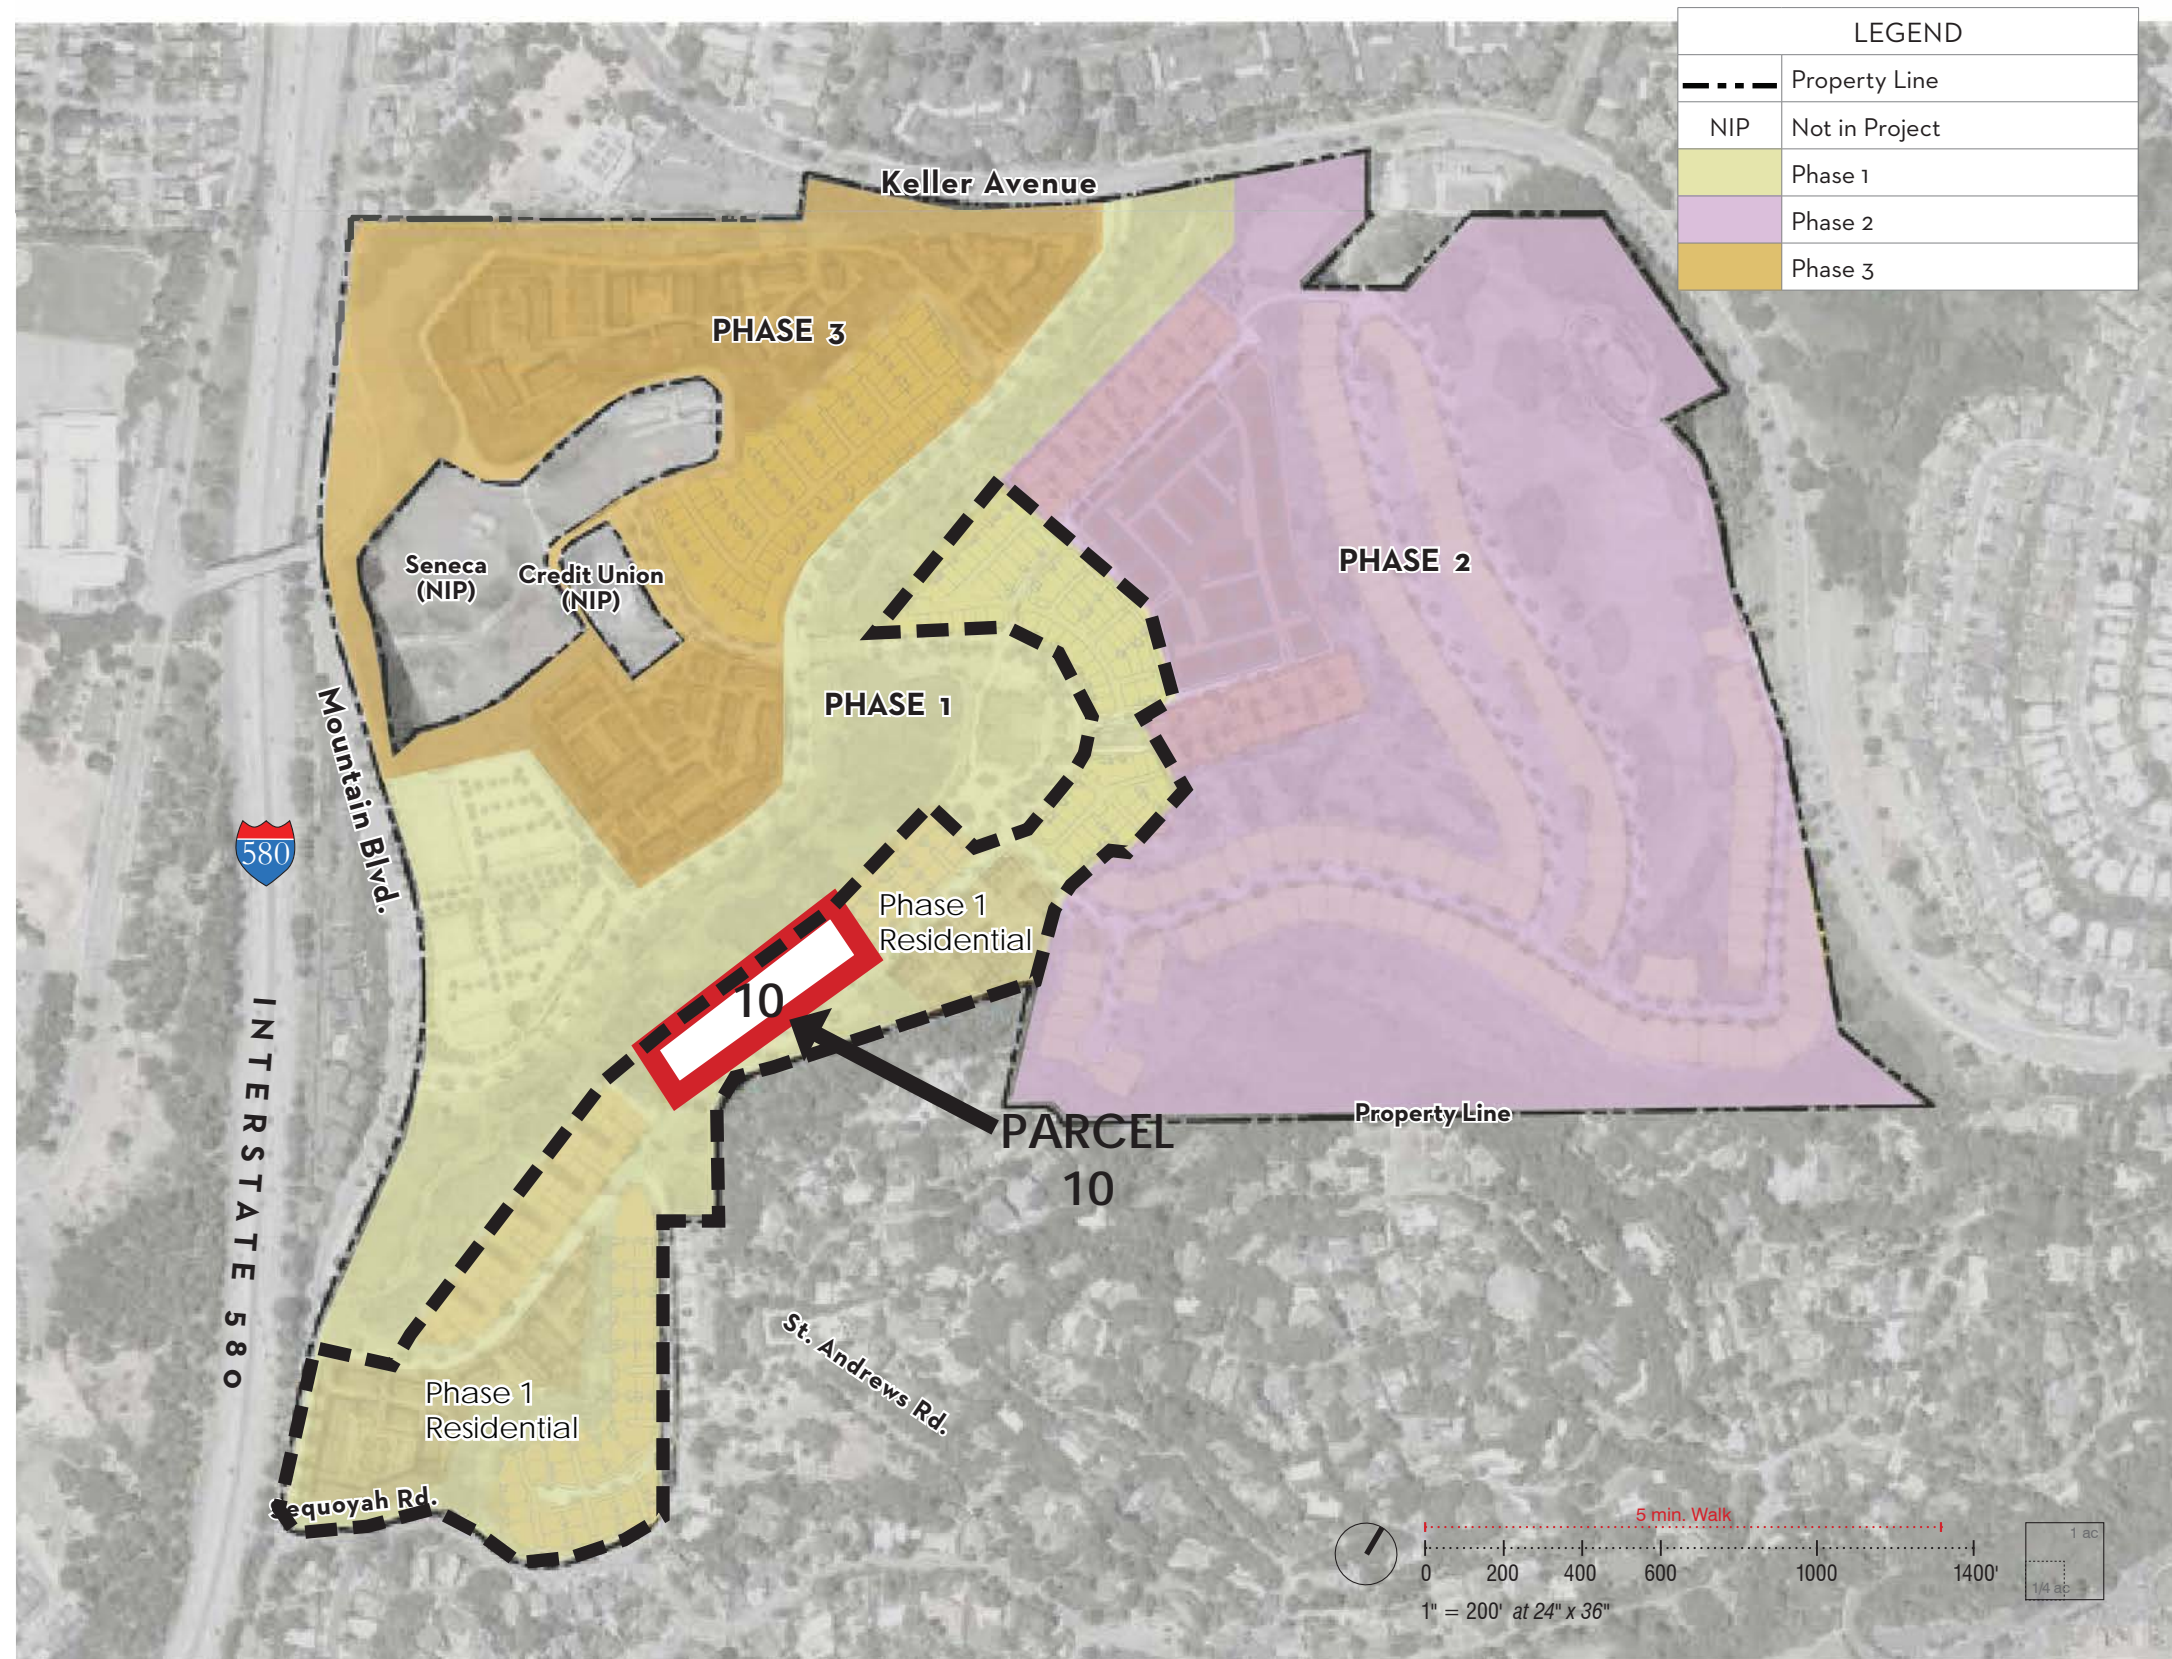 LEGEND
Property Line
NIP
Not in Project
Phase 1
Phase 2
Phase 3
Keller Avenue
PHASE 3
Seneca
(NIP)
Credit Union
(NIP)
PHASE 2
PHASE 1
Mountain Blvd.
580
INTERSTATE 580
Phase 1
Residential
10
PARCEL
10
Property Line
St. Andrews Rd.
Phase 1
Residential
Sequoyah Rd.
5 min. Walk
0 200 400 600 1000 1400'
1" = 200' at 24" x 36"
1 ac
1/4 ac